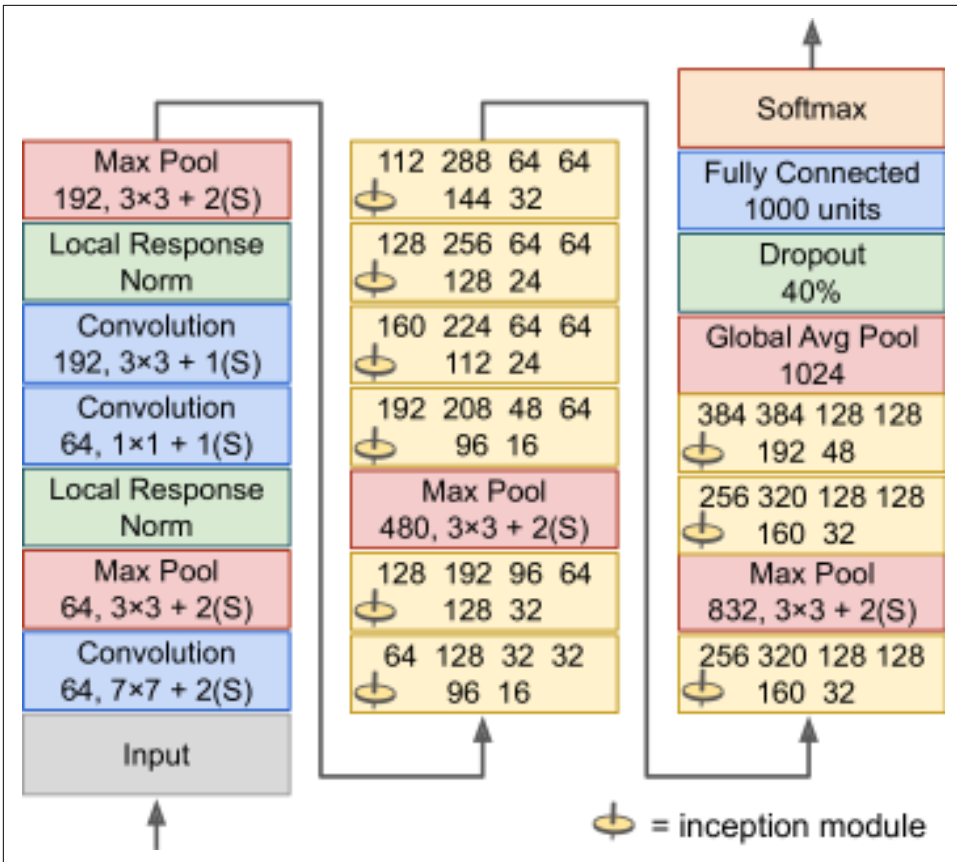 Max Pool
192, 3×3 + 2(S)
Local Response
Norm
Convolution
192, 3×3 + 1(S)
Convolution
64, 1×1 + 1(S)
Local Response
Norm
Max Pool
64, 3×3 + 2(S)
Convolution
64, 7×7 + 2(S)
Input
112 288 64 64
144 32
128 256 64 64
128 24
160 224 64 64
112 24
192 208 48 64
96 16
Max Pool
480, 3×3 + 2(S)
128 192 96 64
128 32
64 128 32 32
96 16
Softmax
Fully Connected
1000 units
Dropout
40%
Global Avg Pool
1024
384 384 128 128
192 48
256 320 128 128
160 32
Max Pool
832, 3×3 + 2(S)
256 320 128 128
160 32
= inception module